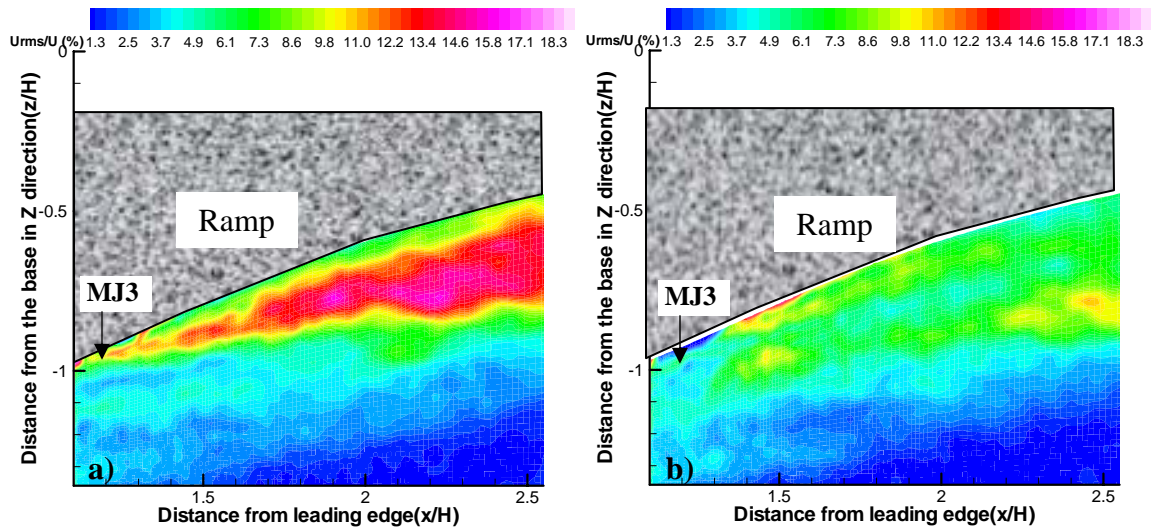 Urms/U (%) 1.3 2.5 3.7 4.9 6.1 7.3 8.6 9.8 11.0 12.2 13.4 14.6 15.8 17.1 18.3
0
-0.5
-1
Distance from the base in Z direction(z/H)
Ramp
MJ3
a)
1.5 2 2.5
Distance from leading edge(x/H)
Urms/U (%) 1.3 2.5 3.7 4.9 6.1 7.3 8.6 9.8 11.0 12.2 13.4 14.6 15.8 17.1 18.3
0
-0.5
-1
Distance from the base in Z direction(z/H)
Ramp
MJ3
b)
1.5 2 2.5
Distance from leading edge(x/H)